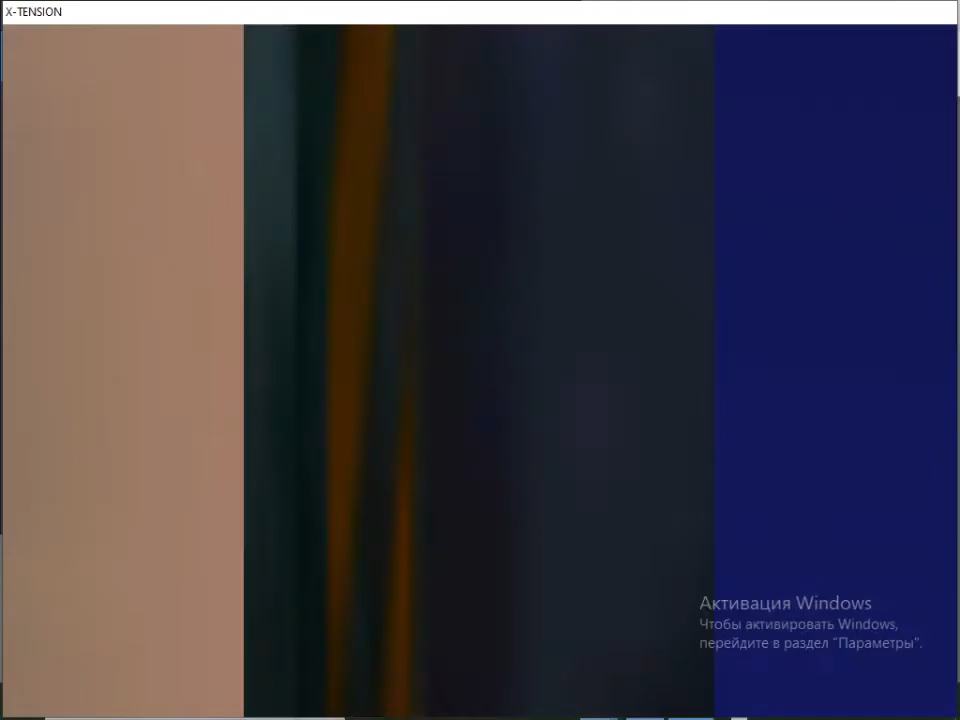 X-TENSION
Активация Windows
Чтобы активировать Windows,
перейдите в раздел "Параметры".